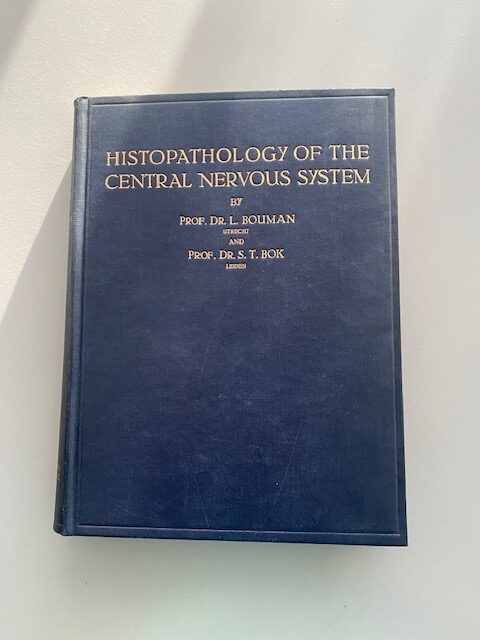 HISTOPATHOLOGY OF THE
CENTRAL NERVOUS SYSTEM
BY
PROF. DR. L. BOUMAN
UTRECHT
AND
PROF. DR. S. T. BOK
LEIDEN